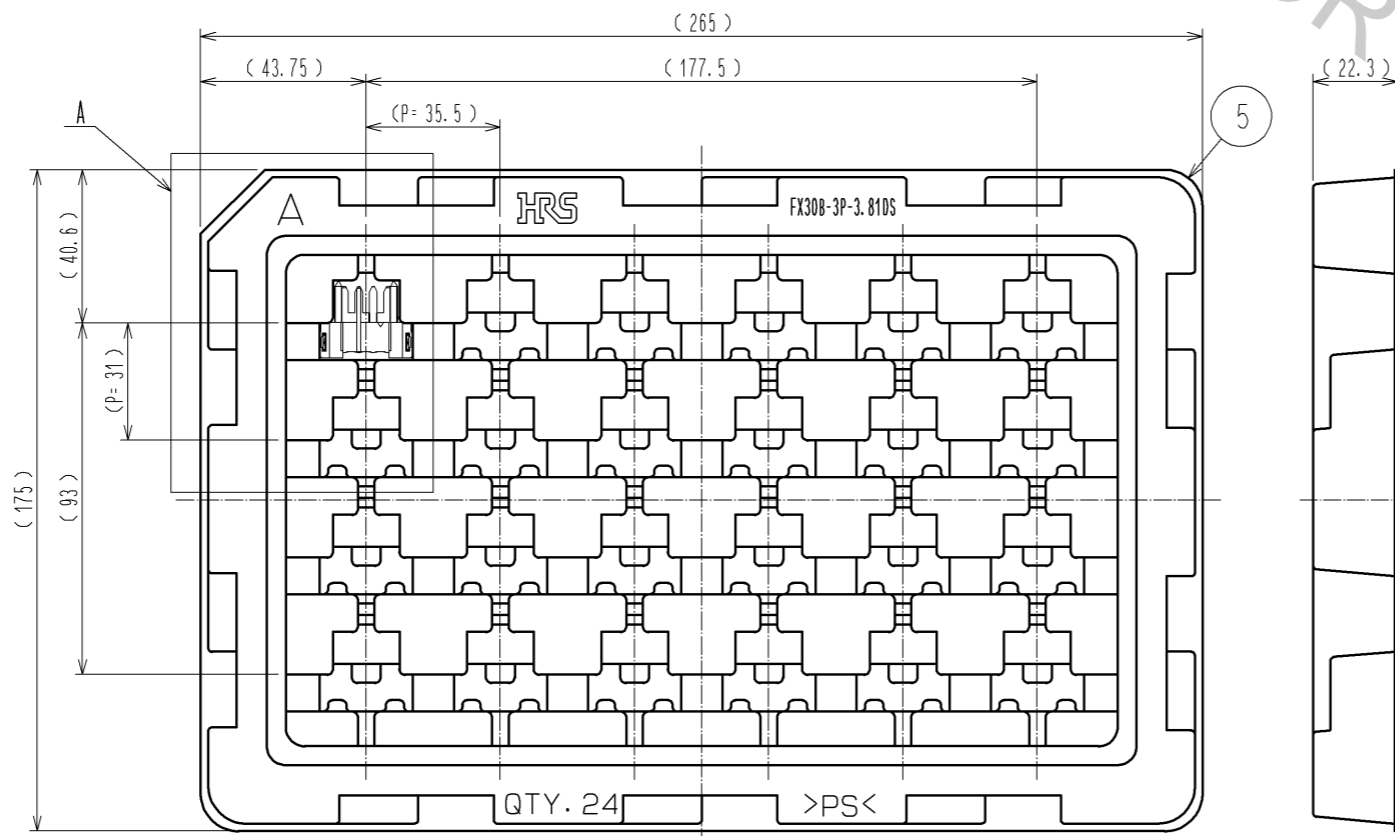 ( 265 )
( 43.75 )
( 177.5 )
( 22.3 )
(P= 35.5 )
A
5
A
HRS
FX30B-3P-3.81DS
( 40.6 )
(P= 31)
( 93 )
( 175 )
QTY. 24
>PS<